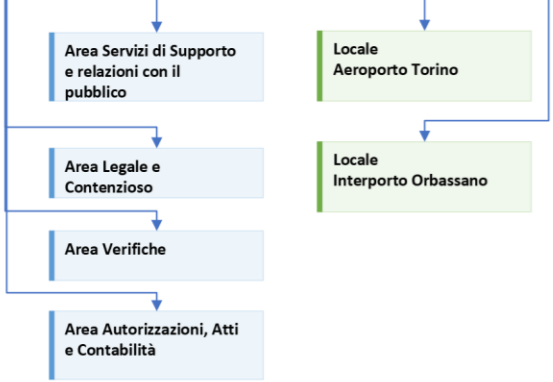 Area Servizi di Supporto
e relazioni con il
pubblico
Area Legale e
Contenzioso
Area Verifiche
Area Autorizzazioni, Atti
e Contabilità
Locale
Aeroporto Torino
Locale
Interporto Orbassano